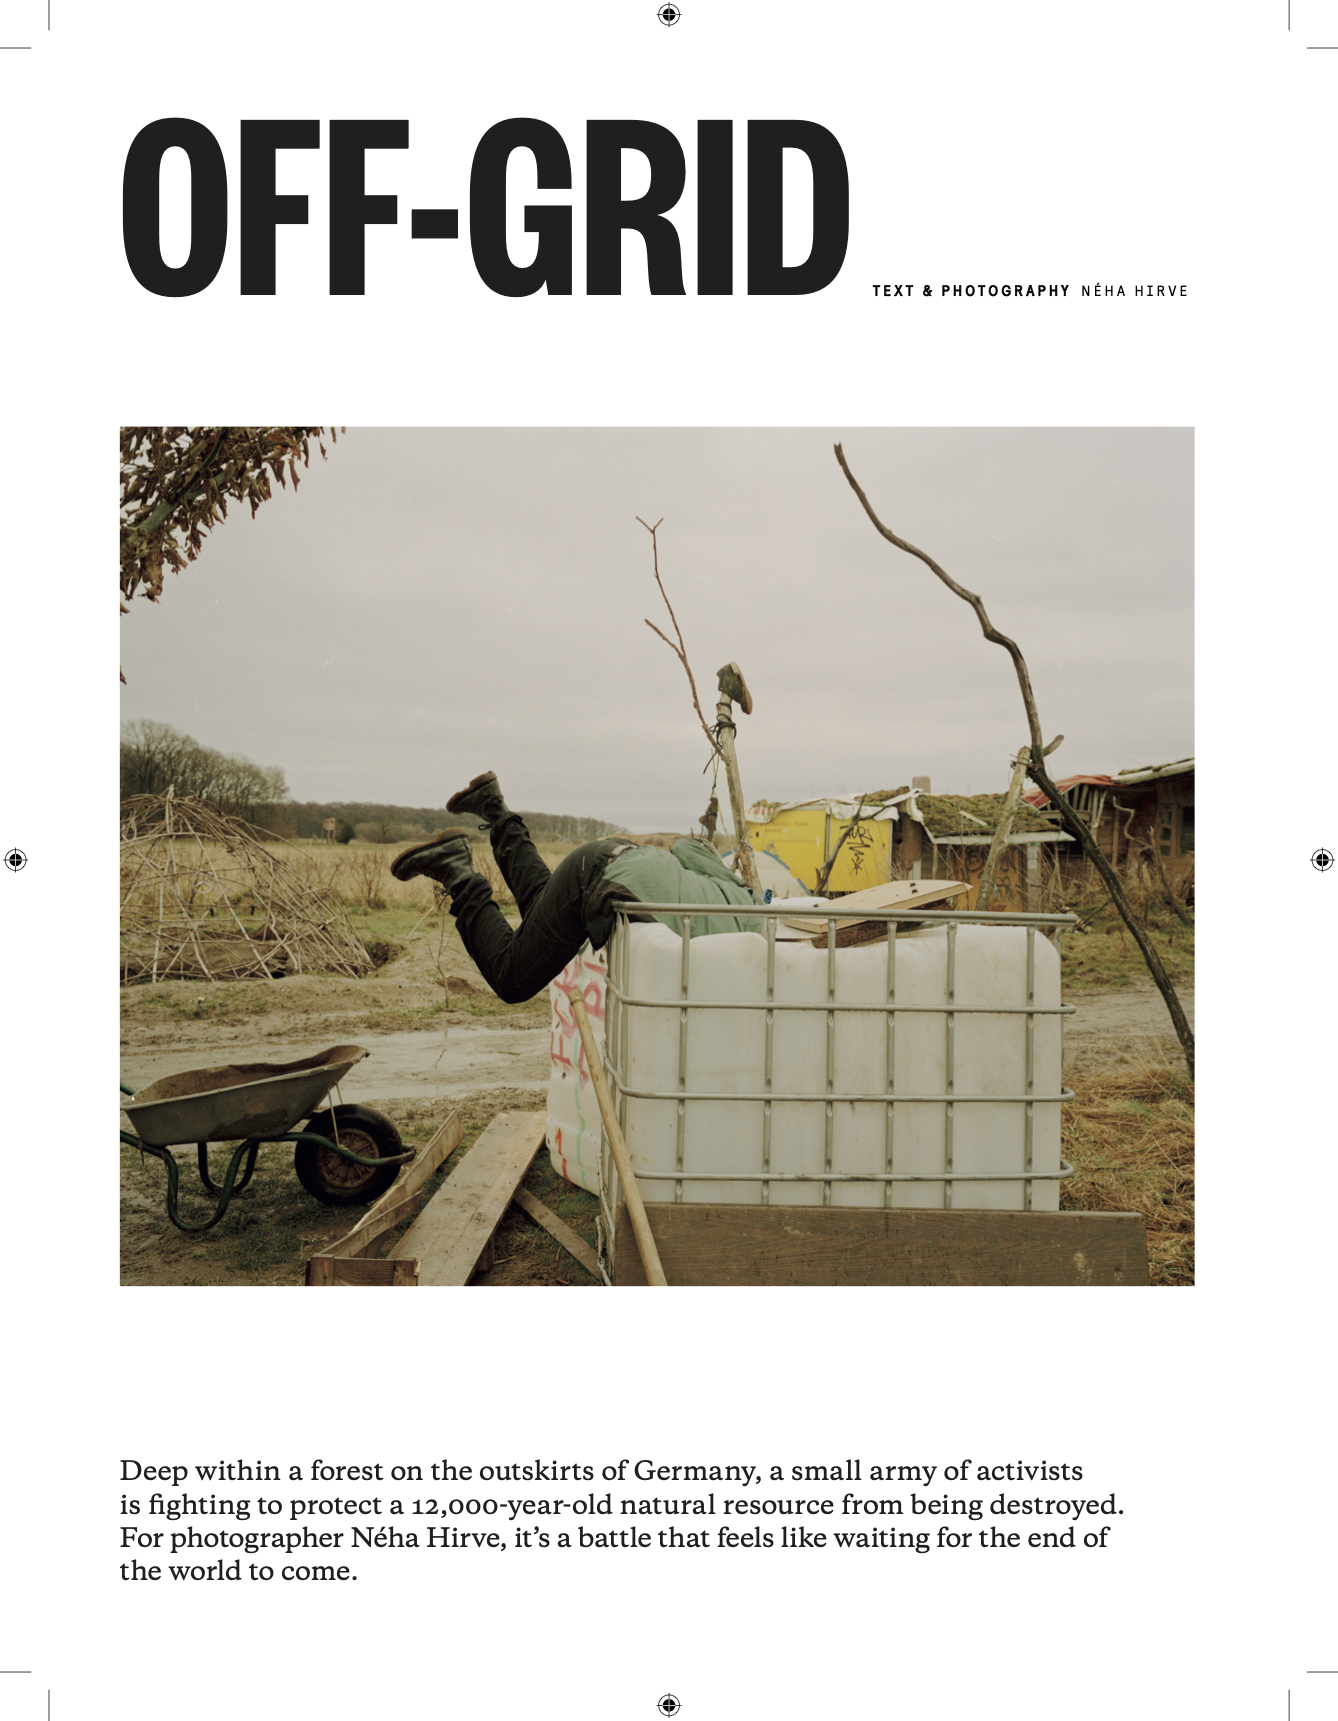 OFF-GRID
TEXT & PHOTOGRAPHY NÉHA HIRVE
Deep within a forest on the outskirts of Germany, a small army of activists
is fighting to protect a 12,000-year-old natural resource from being destroyed.
For photographer Néha Hirve, it’s a battle that feels like waiting for the end of
the world to come.